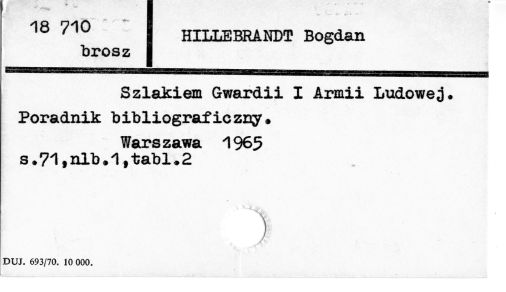 18 710
brosz
HILLEBRANDT Bogdan
Szlakiem Gwardii I Armii Ludowej.
Poradnik bibliograficzny.
Warszawa 1965
s.71,nlb.1,tabl.2
DUJ. 693/70. 10 000.